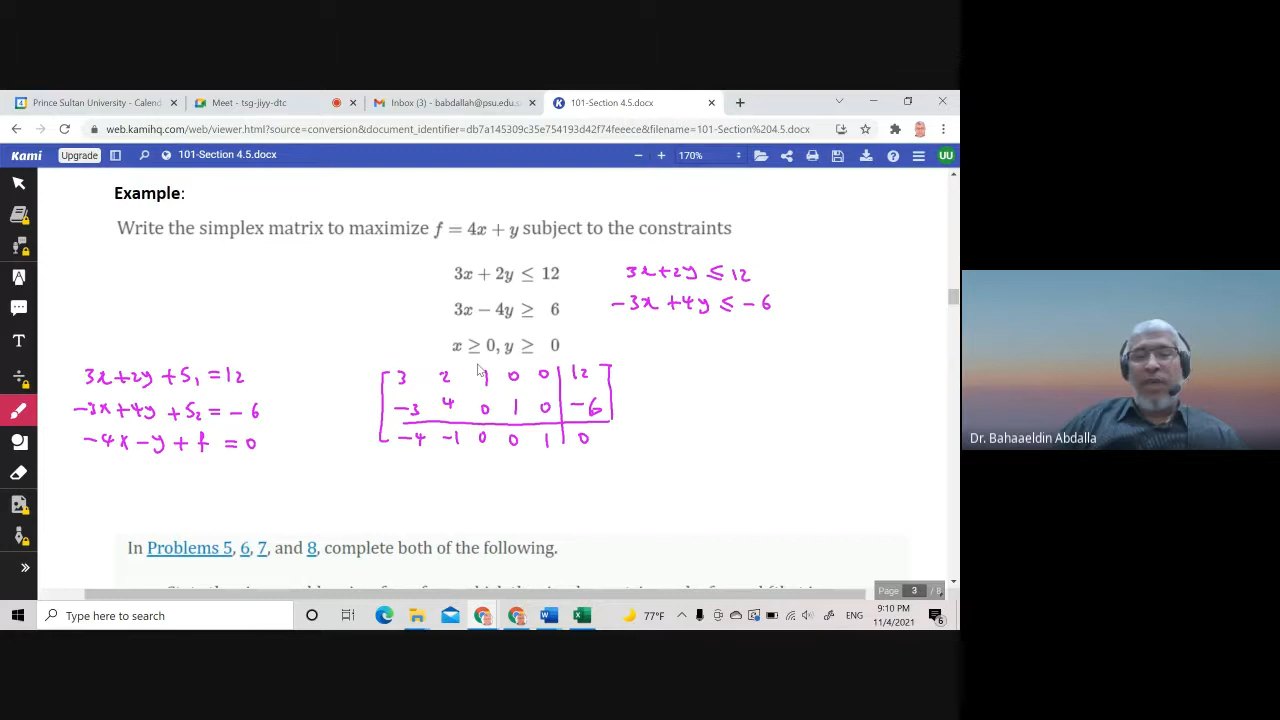 Prince Sultan University - Calend
Meet - tsg-jiyy-dtc
Inbox (3) - babdallah@psu.edu.s
101-Section 4.5.docx
web.kamihq.com/web/viewer.html?source=conversion&document_identifier=db7a145309c35e754193d42f74feeece&filename=101-Section%204.5.docx
Kami Upgrade 101-Section 4.5.docx 170% UU
Example:
Write the simplex matrix to maximize f = 4x + y subject to the constraints
3x + 2y ≤ 12
3x − 4y ≥ 6
x ≥ 0, y ≥ 0
3x+2y ≤ 12
-3x +4y ≤ -6
3x+2y +S₁ =12
-3x+4y +S₂ = -6
-4x -y + f = 0
3 2 1 0 0 12
-3 4 0 1 0 -6
-4 -1 0 0 1 0
In Problems 5, 6, 7, and 8, complete both of the following.
Page 3 / 8
Dr. Bahaaeldin Abdalla
Type here to search
77°F
ENG
9:10 PM
11/4/2021
6